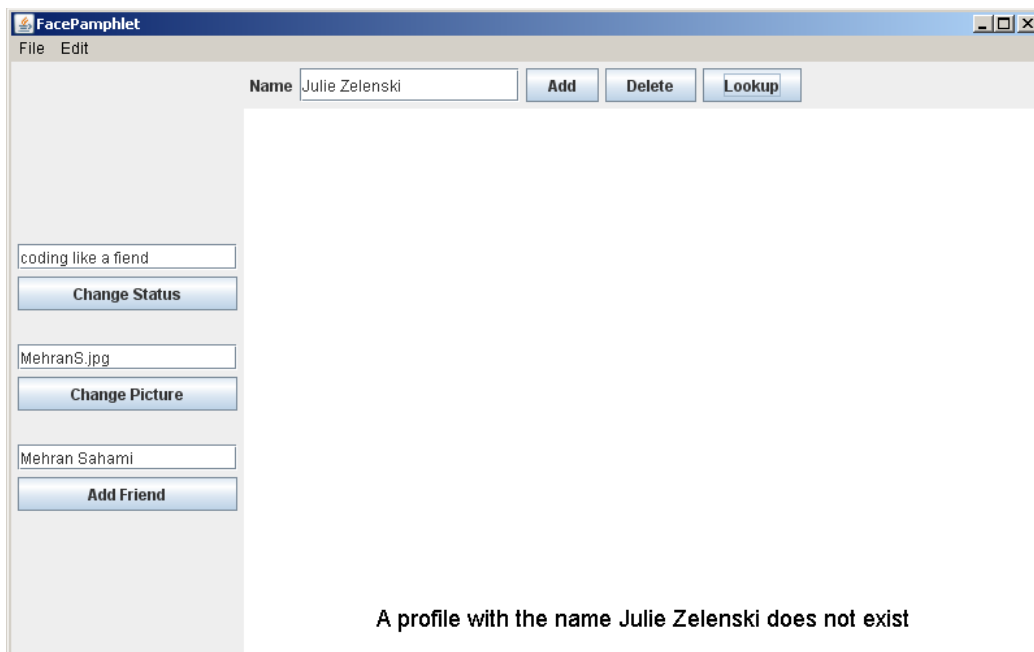 FacePamphlet
File Edit
Name Julie Zelenski Add Delete Lookup
coding like a fiend
Change Status
MehranS.jpg
Change Picture
Mehran Sahami
Add Friend
A profile with the name Julie Zelenski does not exist